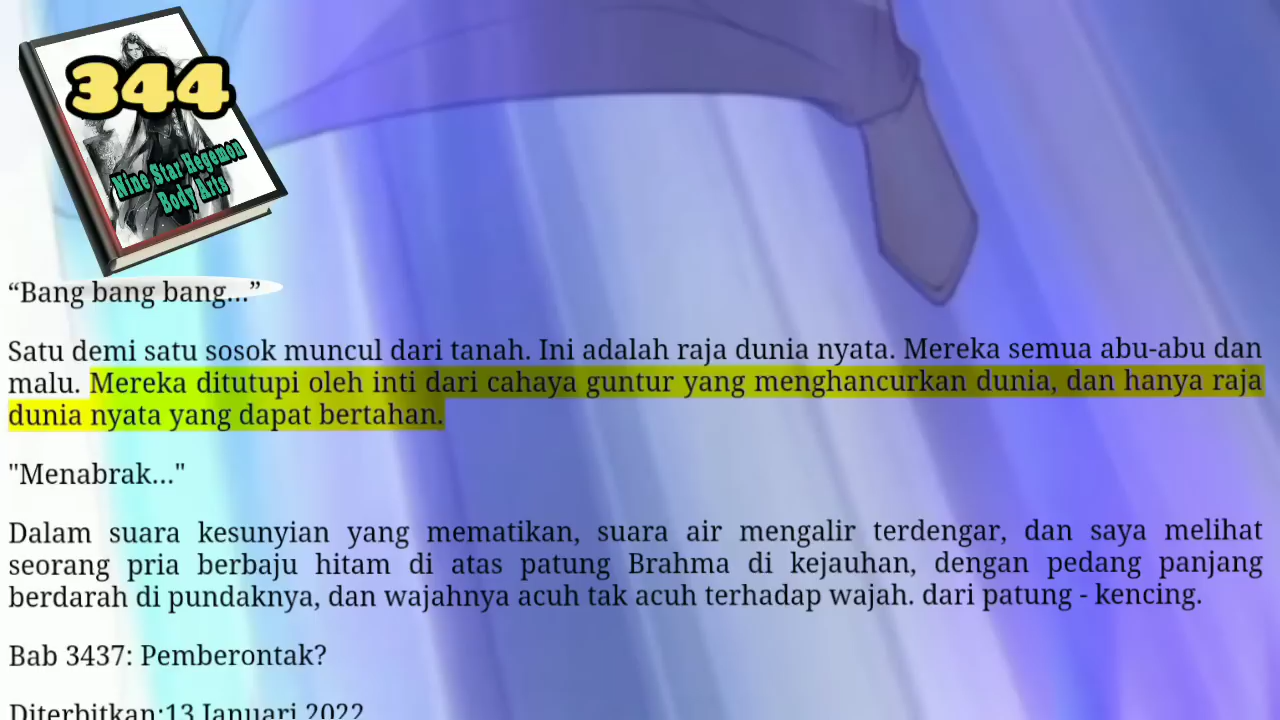 344
Nine Star Hegemon
Body Arts
“Bang bang bang...”
Satu demi satu sosok muncul dari tanah. Ini adalah raja dunia nyata. Mereka semua abu-abu dan
malu. Mereka ditutupi oleh inti dari cahaya guntur yang menghancurkan dunia, dan hanya raja
dunia nyata yang dapat bertahan.
"Menabrak..."
Dalam suara kesunyian yang mematikan, suara air mengalir terdengar, dan saya melihat
seorang pria berbaju hitam di atas patung Brahma di kejauhan, dengan pedang panjang
berdarah di pundaknya, dan wajahnya acuh tak acuh terhadap wajah. dari patung - kencing.
Bab 3437: Pemberontak?
Diterbitkan:13 Januari 2022